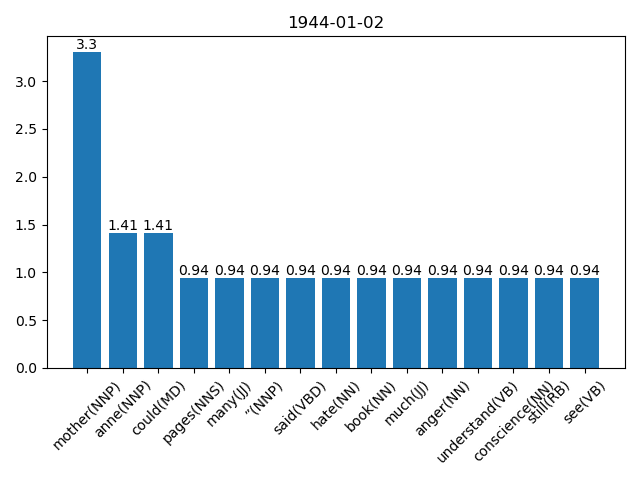 1944-01-02
3.3
1.41 1.41
0.94 0.94 0.94 0.94 0.94 0.94 0.94 0.94 0.94 0.94 0.94 0.94
3.0
2.5
2.0
1.5
1.0
0.5
0.0
mother(NNP)
anne(NNP)
could(MD)
pages(NNS)
many(JJ)
“(NNP)
said(VBD)
hate(NN)
book(NN)
much(JJ)
anger(NN)
understand(VB)
conscience(NN)
still(RB)
see(VB)